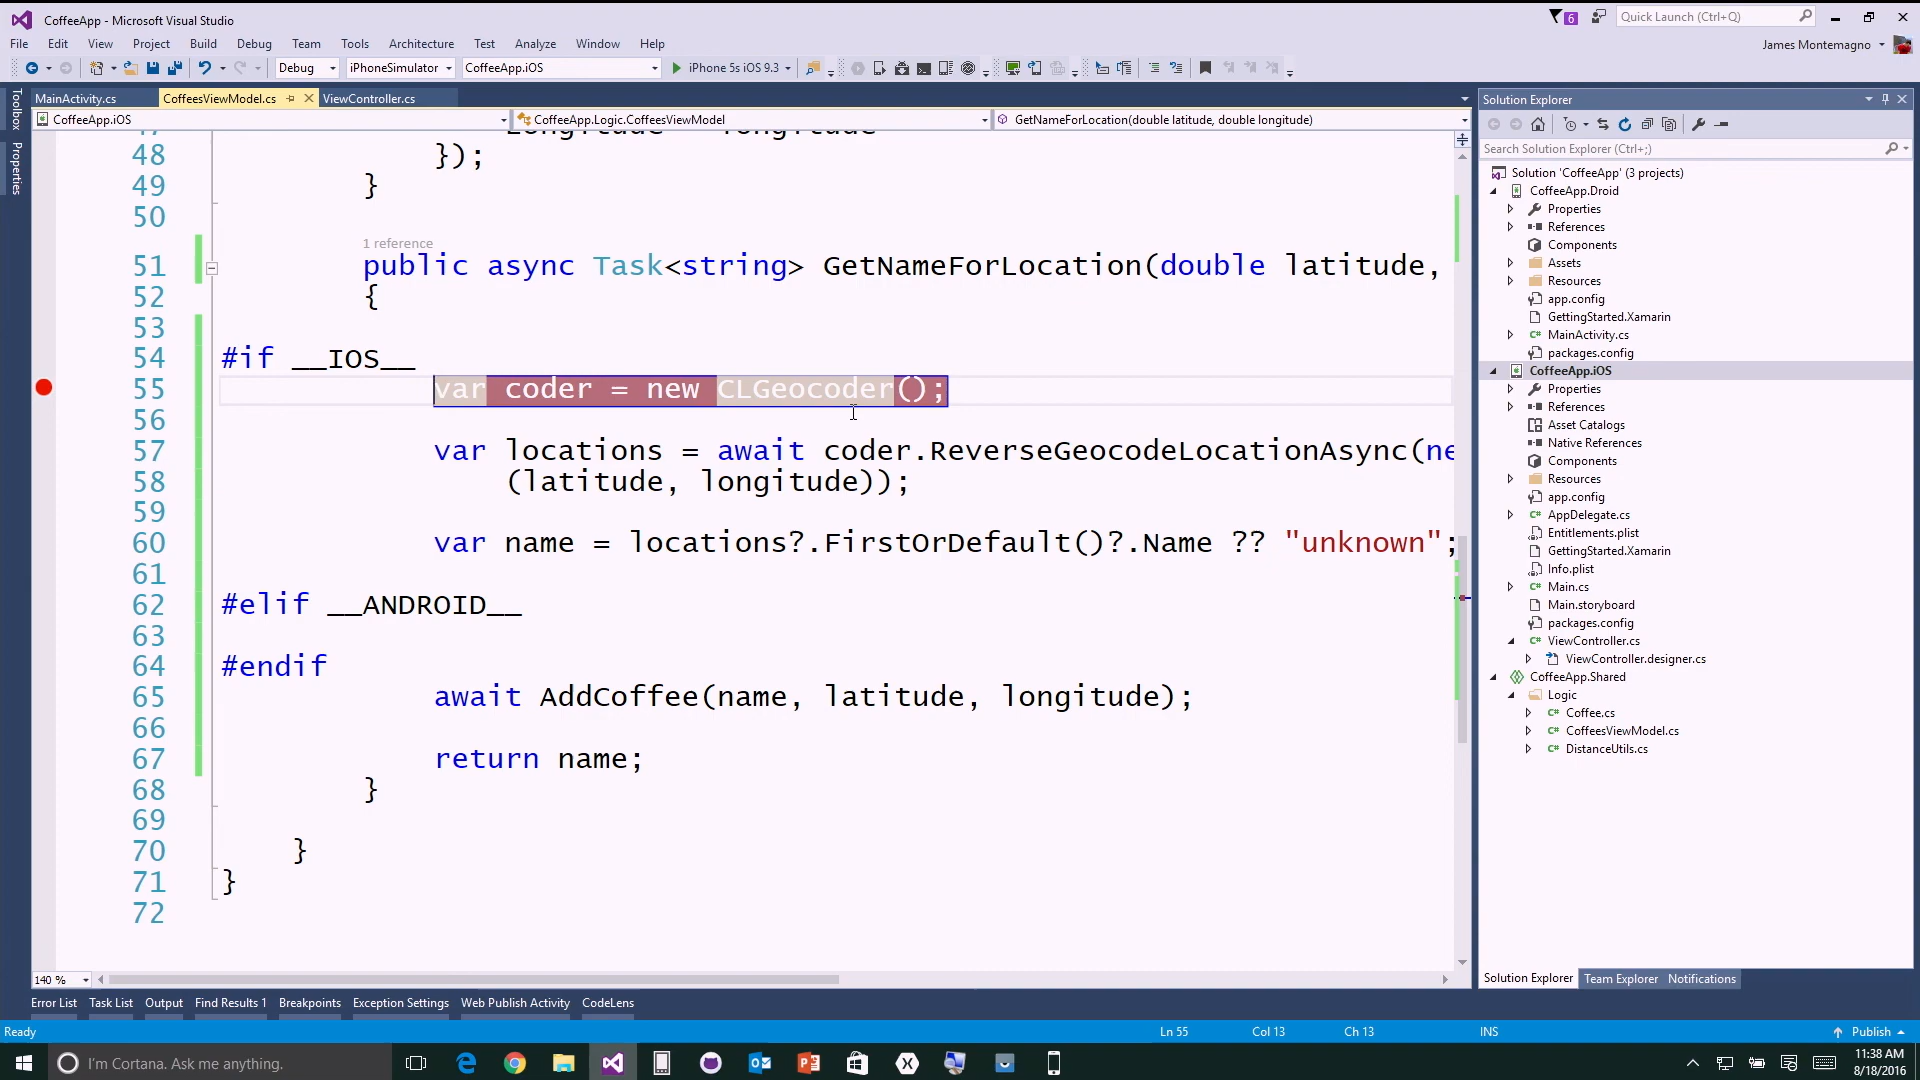 CoffeeApp - Microsoft Visual Studio
6
Quick Launch (Ctrl+Q)
File Edit View Project Build Debug Team Tools Architecture Test Analyze Window Help
James Montemagno
Debug iPhoneSimulator CoffeeApp.iOS iPhone 5s iOS 9.3
Toolbox
Properties
MainActivity.cs CoffeesViewModel.cs ViewController.cs
CoffeeApp.iOS CoffeeApp.Logic.CoffeesViewModel GetNameForLocation(double latitude, double longitude)
47 Longitude = longitude
48 });
49 }
50
1 reference
51 public async Task<string> GetNameForLocation(double latitude,
52 {
53
54 #if __IOS__
55 var coder = new CLGeocoder();
56
57 var locations = await coder.ReverseGeocodeLocationAsync(ne
58 (latitude, longitude));
59
60 var name = locations?.FirstOrDefault()?.Name ?? "unknown";
61
62 #elif __ANDROID__
63
64 #endif
65 await AddCoffee(name, latitude, longitude);
66
67 return name;
68 }
69
70 }
71 }
72
140 %
Solution Explorer
Search Solution Explorer (Ctrl+;)
Solution 'CoffeeApp' (3 projects)
CoffeeApp.Droid
Properties
References
Components
Assets
Resources
app.config
GettingStarted.Xamarin
MainActivity.cs
packages.config
CoffeeApp.iOS
Properties
References
Asset Catalogs
Native References
Components
Resources
app.config
AppDelegate.cs
Entitlements.plist
GettingStarted.Xamarin
Info.plist
Main.cs
Main.storyboard
packages.config
ViewController.cs
ViewController.designer.cs
CoffeeApp.Shared
Logic
Coffee.cs
CoffeesViewModel.cs
DistanceUtils.cs
Solution Explorer Team Explorer Notifications
Error List Task List Output Find Results 1 Breakpoints Exception Settings Web Publish Activity CodeLens
Ready Ln 55 Col 13 Ch 13 INS Publish
I'm Cortana. Ask me anything.
11:38 AM
8/18/2016